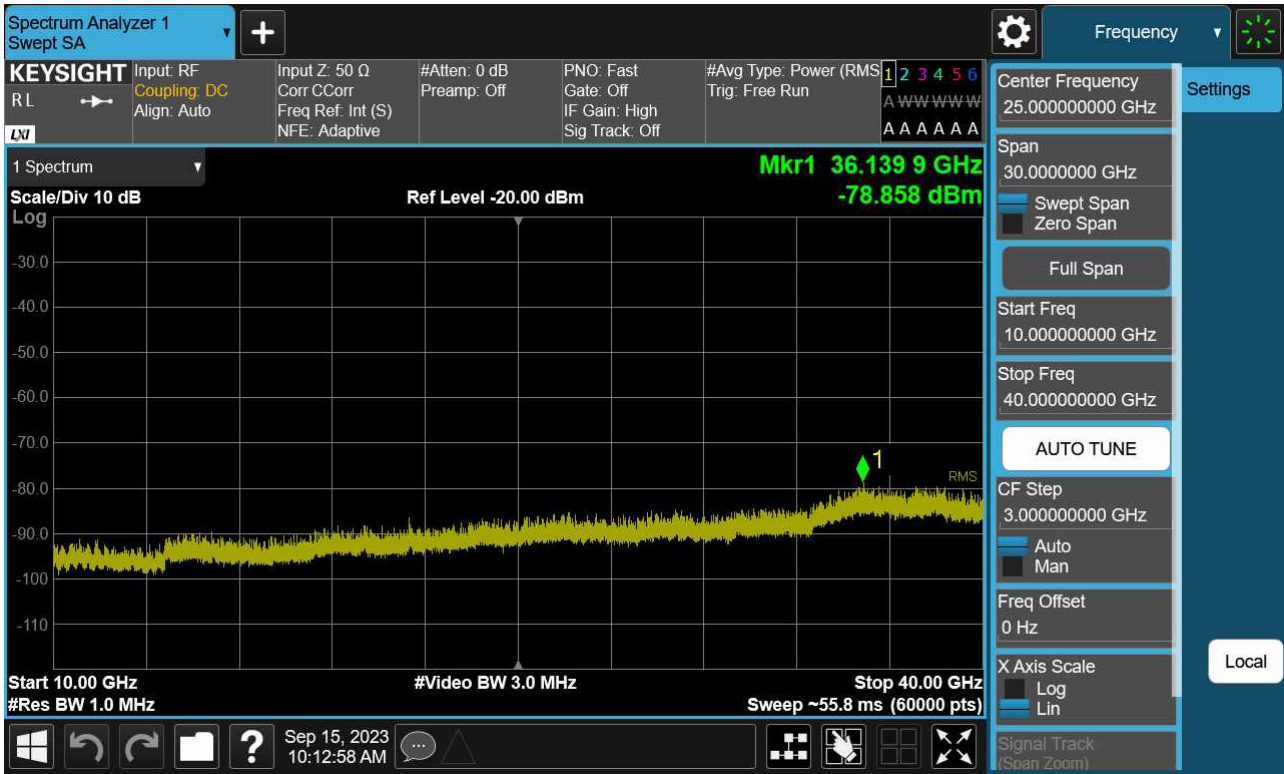 Spectrum Analyzer 1
Swept SA
Frequency
KEYSIGHT
R L
LXI
Input: RF
Coupling: DC
Align: Auto
Input Z: 50 Ω
Corr CCorr
Freq Ref: Int (S)
NFE: Adaptive
#Atten: 0 dB
Preamp: Off
PNO: Fast
Gate: Off
IF Gain: High
Sig Track: Off
#Avg Type: Power (RMS
Trig: Free Run
1 2 3 4 5 6
A W W W W W
A A A A A A
1 Spectrum
Mkr1 36.139 9 GHz
-78.858 dBm
Scale/Div 10 dB
Ref Level -20.00 dBm
Log
-30.0
-40.0
-50.0
-60.0
-70.0
-80.0
-90.0
-100
-110
1
RMS
Start 10.00 GHz
#Res BW 1.0 MHz
#Video BW 3.0 MHz
Stop 40.00 GHz
Sweep ~55.8 ms (60000 pts)
Center Frequency
25.000000000 GHz
Span
30.0000000 GHz
Swept Span
Zero Span
Full Span
Start Freq
10.000000000 GHz
Stop Freq
40.000000000 GHz
AUTO TUNE
CF Step
3.000000000 GHz
Auto
Man
Freq Offset
0 Hz
X Axis Scale
Log
Lin
Signal Track
(Span Zoom)
Settings
Local
?
Sep 15, 2023
10:12:58 AM